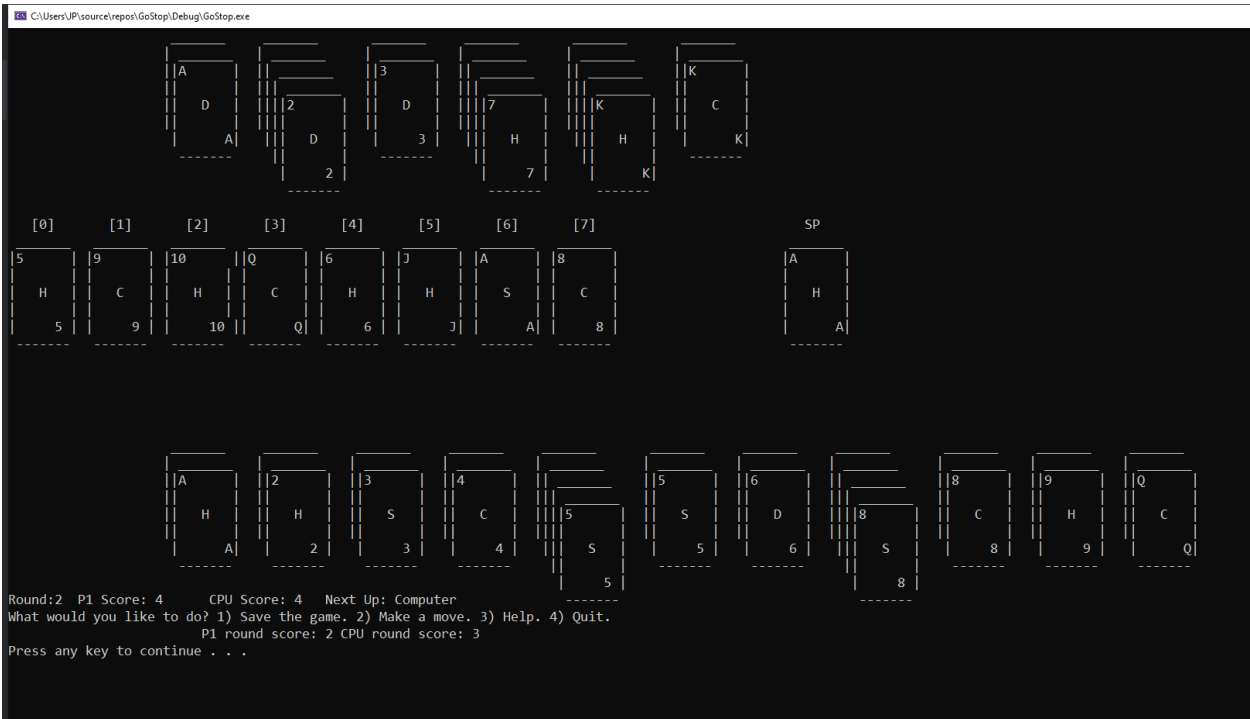 C:\Users\JP\source\repos\GoStop\Debug\GoStop.exe
A 3 K
D 2 D 7 K C
A D 3 H H K
2 7 K
[0] [1] [2] [3] [4] [5] [6] [7] SP
5 9 10 Q 6 J A 8 A
H C H C H H S C H
5 9 10 Q 6 J A 8 A
A 2 3 4 5 6 8 9 Q
H H S C 5 S D 8 C H C
A 2 3 4 S 5 6 S 8 9 Q
5 8
Round:2 P1 Score: 4 CPU Score: 4 Next Up: Computer
What would you like to do? 1) Save the game. 2) Make a move. 3) Help. 4) Quit.
P1 round score: 2 CPU round score: 3
Press any key to continue . . .